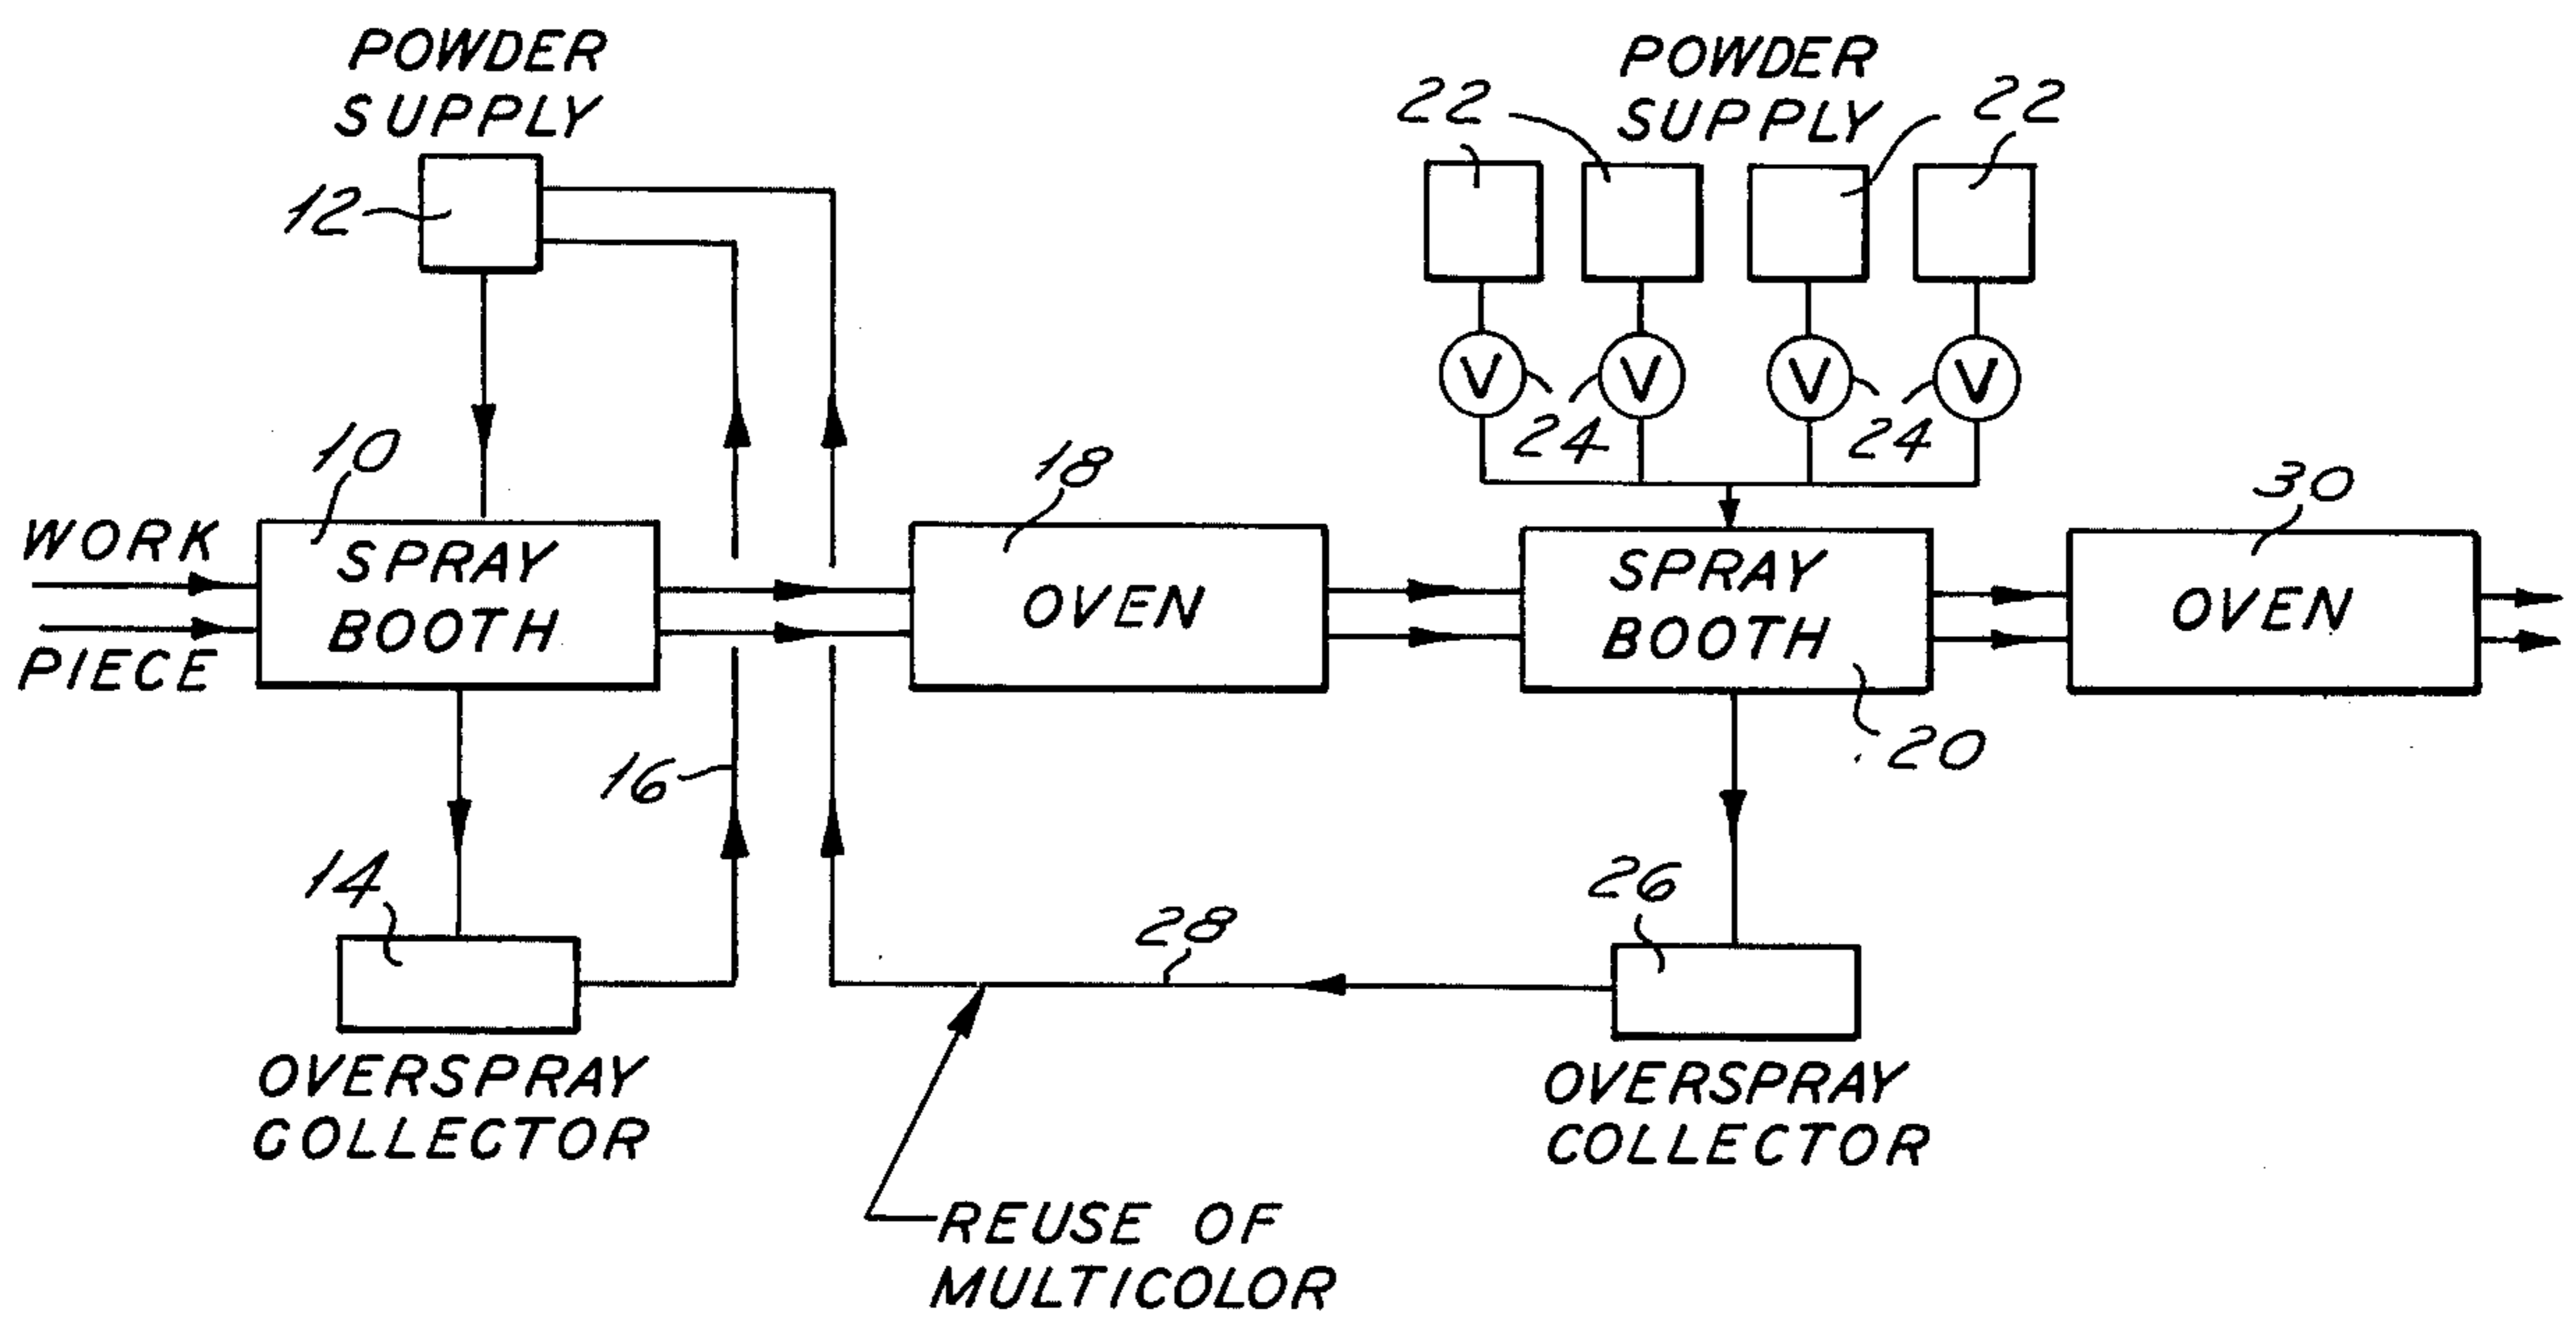 POWDER
SUPPLY
12
POWDER
SUPPLY
22
22
22
V
V
V
V
24
24
10
18
30
WORK
PIECE
SPRAY
BOOTH
OVEN
SPRAY
BOOTH
OVEN
16
20
14
26
28
OVERSPRAY
COLLECTOR
OVERSPRAY
COLLECTOR
REUSE OF
MULTICOLOR